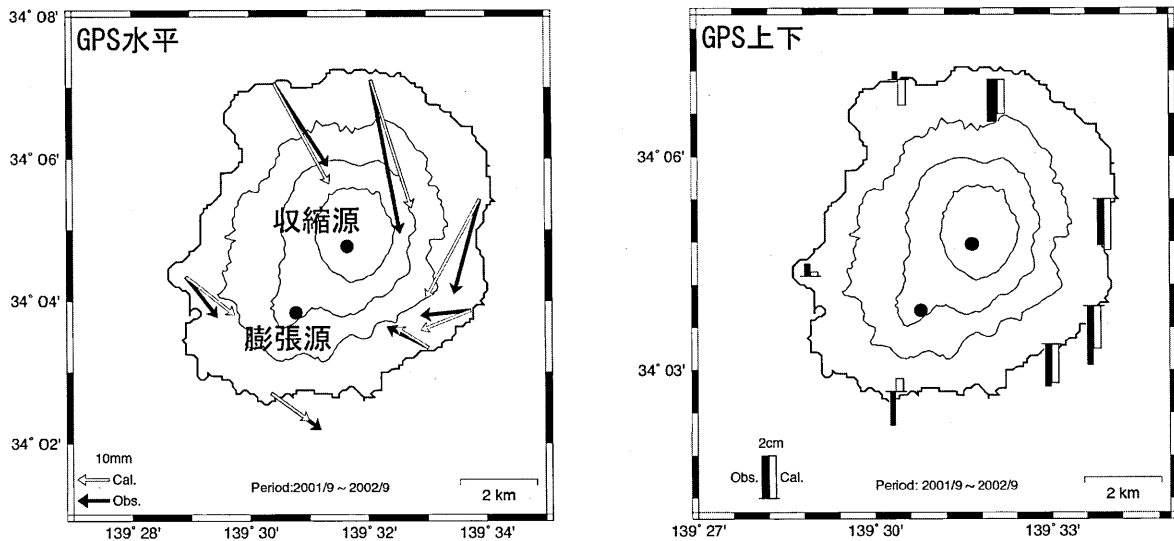 GPS水平
34° 08'
34° 06'
34° 04'
34° 02'
収縮源
膨張源
10mm
Cal.
Obs.
Period:2001/9～2002/9
2 km
139° 28'
139° 30'
139° 32'
139° 34'
GPS上下
34° 06'
34° 03'
2cm
Obs.
Cal.
Period: 2001/9～2002/9
2 km
139° 27'
139° 30'
139° 33'